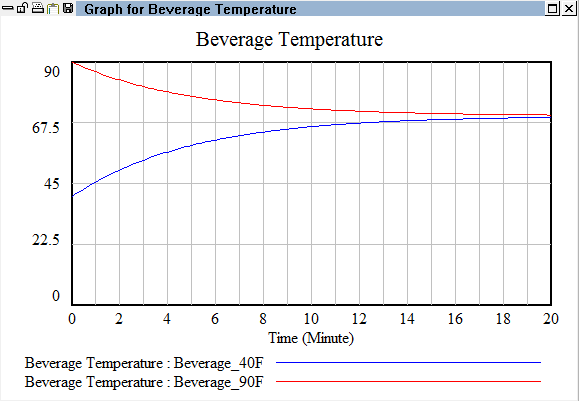 Graph for Beverage Temperature
Beverage Temperature
90
67.5
45
22.5
0
0 2 4 6 8 10 12 14 16 18 20
Time (Minute)
Beverage Temperature : Beverage_40F
Beverage Temperature : Beverage_90F